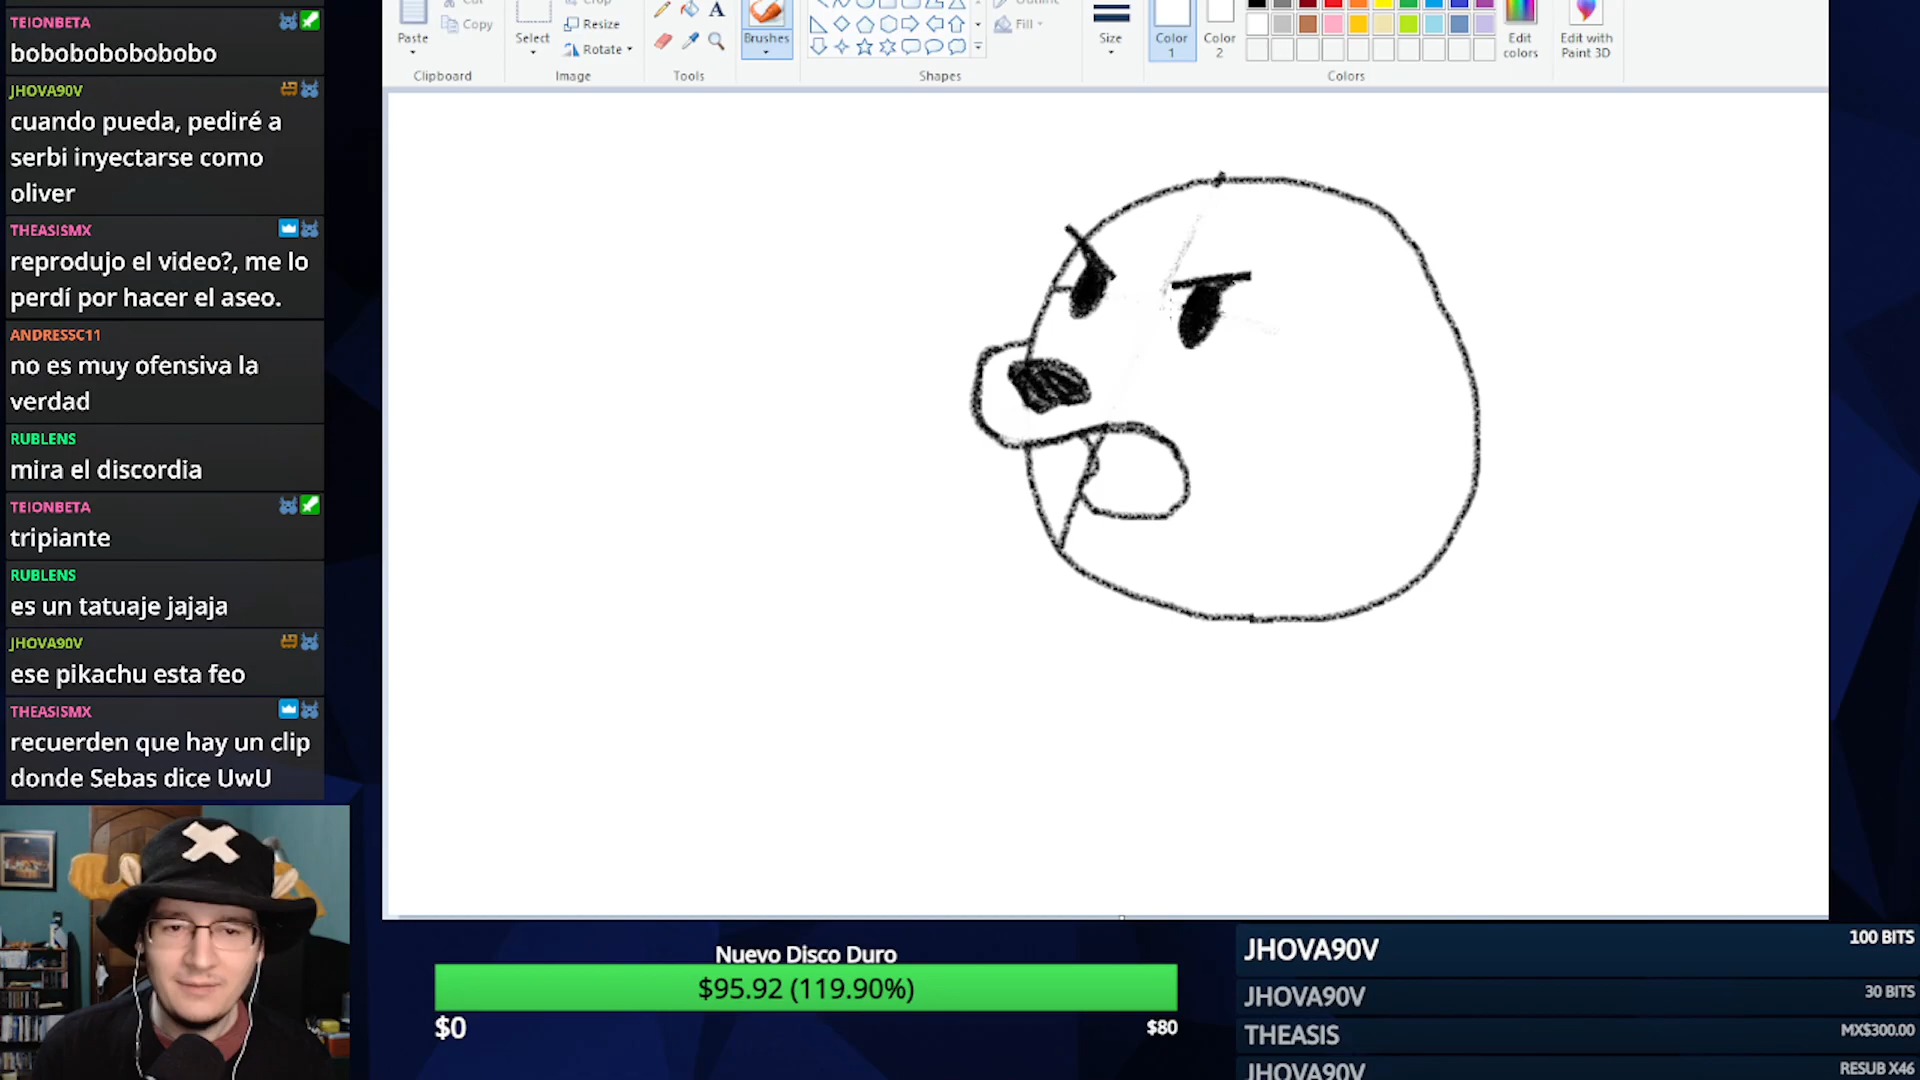 TEIONBETA
bobobobobobobo
JHOVA90V
cuando pueda, pediré a
serbi inyectarse como
oliver
THEASISMX
reprodujo el video?, me lo
perdí por hacer el aseo.
ANDRESSC11
no es muy ofensiva la
verdad
RUBLENS
mira el discordia
TEIONBETA
tripiante
RUBLENS
es un tatuaje jajaja
JHOVA90V
ese pikachu esta feo
THEASISMX
recuerden que hay un clip
donde Sebas dice UwU
Paste
Cut
Copy
Clipboard
Select
Crop
Resize
Rotate
Image
A
Tools
Brushes
Shapes
Outline
Fill
Size
Color
1
Color
2
Colors
Edit
colors
Edit with
Paint 3D
Nuevo Disco Duro
$95.92 (119.90%)
$0
$80
JHOVA90V 100 BITS
JHOVA90V 30 BITS
THEASIS MX$300.00
JHOVA90V RESUB X46